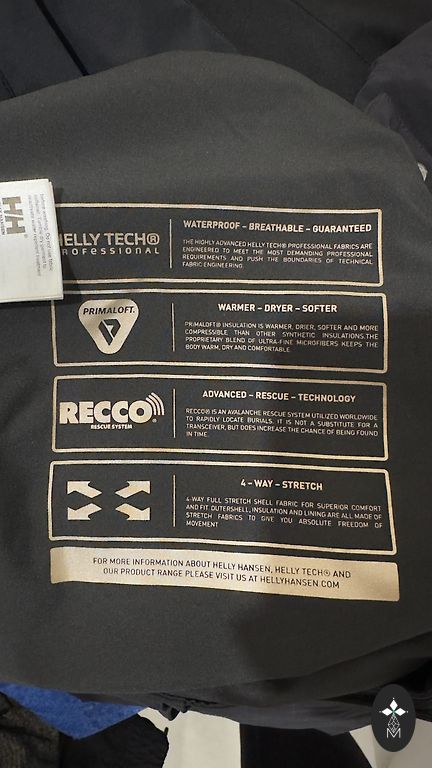 HELLY TECH®
PROFESSIONAL
WATERPROOF – BREATHABLE – GUARANTEED
THE HIGHLY ADVANCED HELLY TECH® PROFESSIONAL FABRICS ARE
ENGINEERED TO MEET THE MOST DEMANDING PROFESSIONAL
REQUIREMENTS AND PUSH THE BOUNDARIES OF TECHNICAL
FABRIC ENGINEERING
PRIMALOFT.
WARMER – DRYER – SOFTER
PRIMALOFT® INSULATION IS WARMER, DRIER, SOFTER AND MORE
COMPRESSIBLE THAN OTHER SYNTHETIC INSULATIONS.THE
PROPRIETARY BLEND OF ULTRA-FINE MICROFIBERS KEEPS THE
BODY WARM, DRY AND COMFORTABLE.
RECCO®
RESCUE SYSTEM
ADVANCED – RESCUE – TECHNOLOGY
RECCO® IS AN AVALANCHE RESCUE SYSTEM UTILIZED WORLDWIDE
TO RAPIDLY LOCATE BURIALS. IT IS NOT A SUBSTITUTE FOR A
TRANSCEIVER, BUT DOES INCREASE THE CHANCE OF BEING FOUND
IN TIME.
4 – WAY – STRETCH
4-WAY FULL STRETCH SHELL FABRIC FOR SUPERIOR COMFORT
AND FIT. OUTERSHELL, INSULATION AND LINING ARE ALL MADE OF
STRETCH FABRICS TO GIVE YOU ABSOLUTE FREEDOM OF
MOVEMENT
FOR MORE INFORMATION ABOUT HELLY HANSEN, HELLY TECH® AND
OUR PRODUCT RANGE PLEASE VISIT US AT HELLYHANSEN.COM
HH®
M